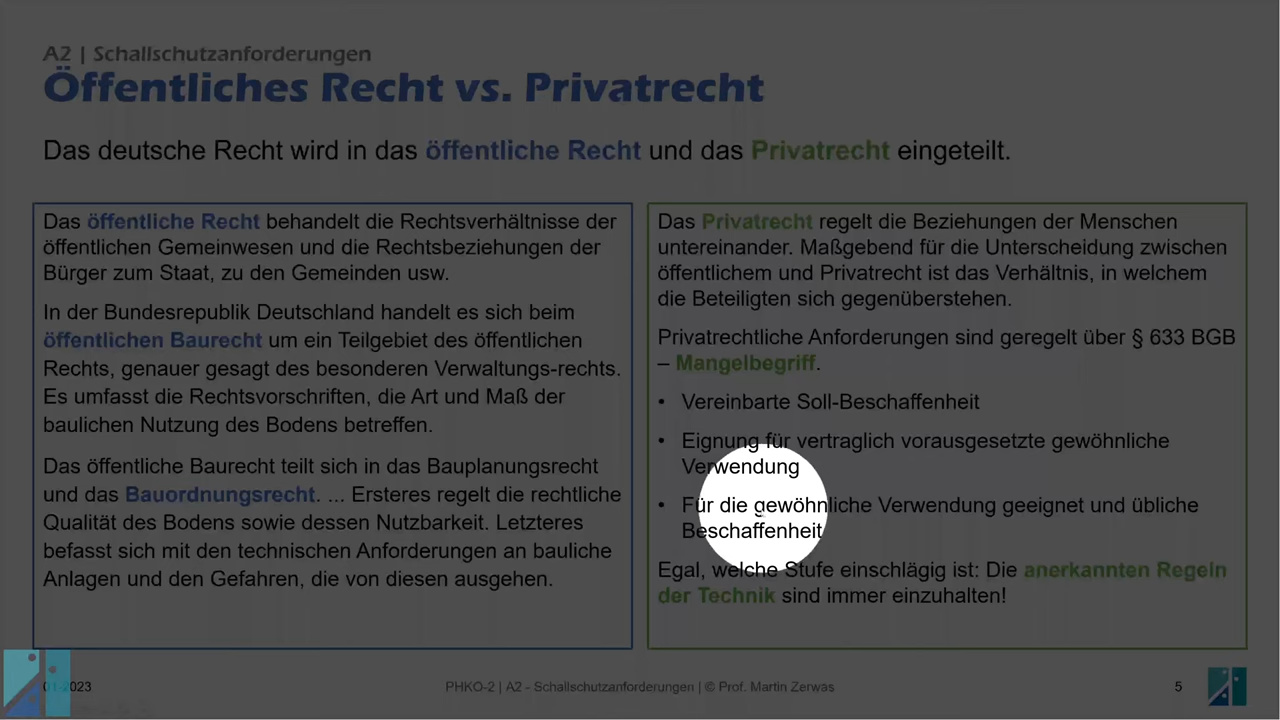 A2 | Schallschutzanforderungen
Öffentliches Recht vs. Privatrecht
Das deutsche Recht wird in das öffentliche Recht und das Privatrecht eingeteilt.
Das öffentliche Recht behandelt die Rechtsverhältnisse der
öffentlichen Gemeinwesen und die Rechtsbeziehungen der
Bürger zum Staat, zu den Gemeinden usw.
In der Bundesrepublik Deutschland handelt es sich beim
öffentlichen Baurecht um ein Teilgebiet des öffentlichen
Rechts, genauer gesagt des besonderen Verwaltungs-rechts.
Es umfasst die Rechtsvorschriften, die Art und Maß der
baulichen Nutzung des Bodens betreffen.
Das öffentliche Baurecht teilt sich in das Bauplanungsrecht
und das Bauordnungsrecht. ... Ersteres regelt die rechtliche
Qualität des Bodens sowie dessen Nutzbarkeit. Letzteres
befasst sich mit den technischen Anforderungen an bauliche
Anlagen und den Gefahren, die von diesen ausgehen.
Das Privatrecht regelt die Beziehungen der Menschen
untereinander. Maßgebend für die Unterscheidung zwischen
öffentlichem und Privatrecht ist das Verhältnis, in welchem
die Beteiligten sich gegenüberstehen.
Privatrechtliche Anforderungen sind geregelt über § 633 BGB
– Mangelbegriff.
• Vereinbarte Soll-Beschaffenheit
• Eignung für vertraglich vorausgesetzte gewöhnliche
Verwendung
• Für die gewöhnliche Verwendung geeignet und übliche
Beschaffenheit
Egal, welche Stufe einschlägig ist: Die anerkannten Regeln
der Technik sind immer einzuhalten!
01-2023
PHKO-2 | A2 - Schallschutzanforderungen | © Prof. Martin Zerwas
5